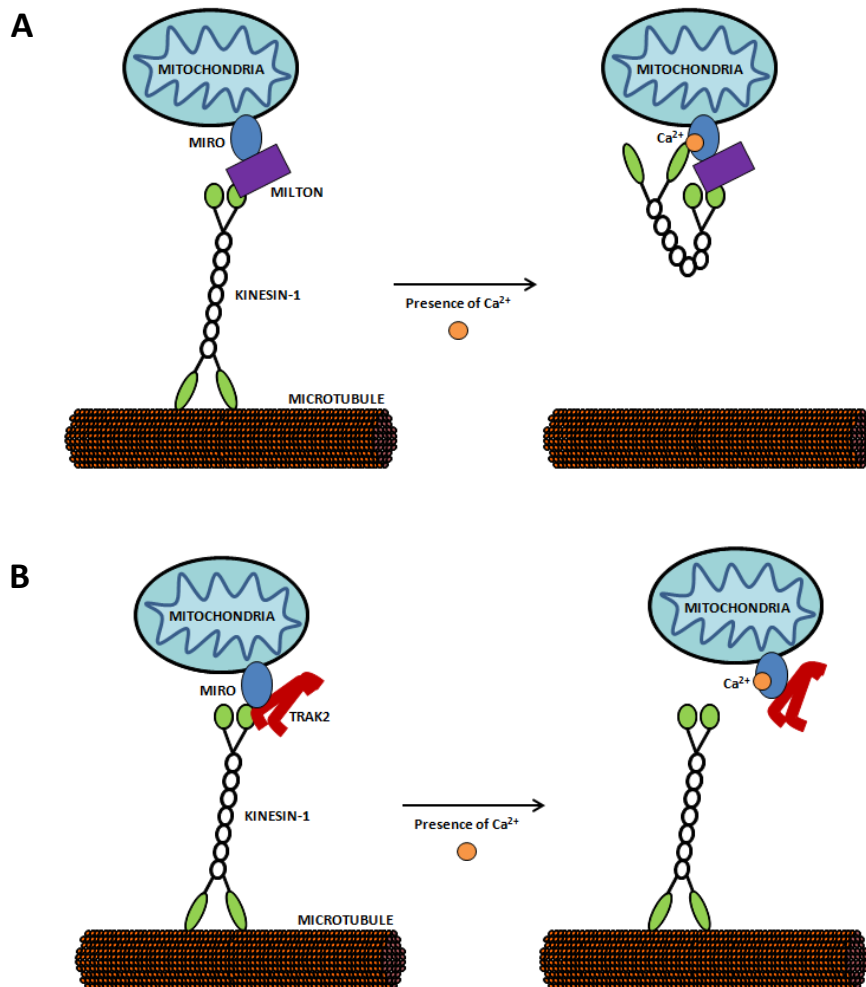 A
MITOCHONDRIA
MIRO
MILTON
KINESIN-1
MICROTUBULE
Presence of Ca²⁺
MITOCHONDRIA
Ca²⁺
B
MITOCHONDRIA
MIRO
TRAK2
KINESIN-1
MICROTUBULE
Presence of Ca²⁺
MITOCHONDRIA
Ca²⁺